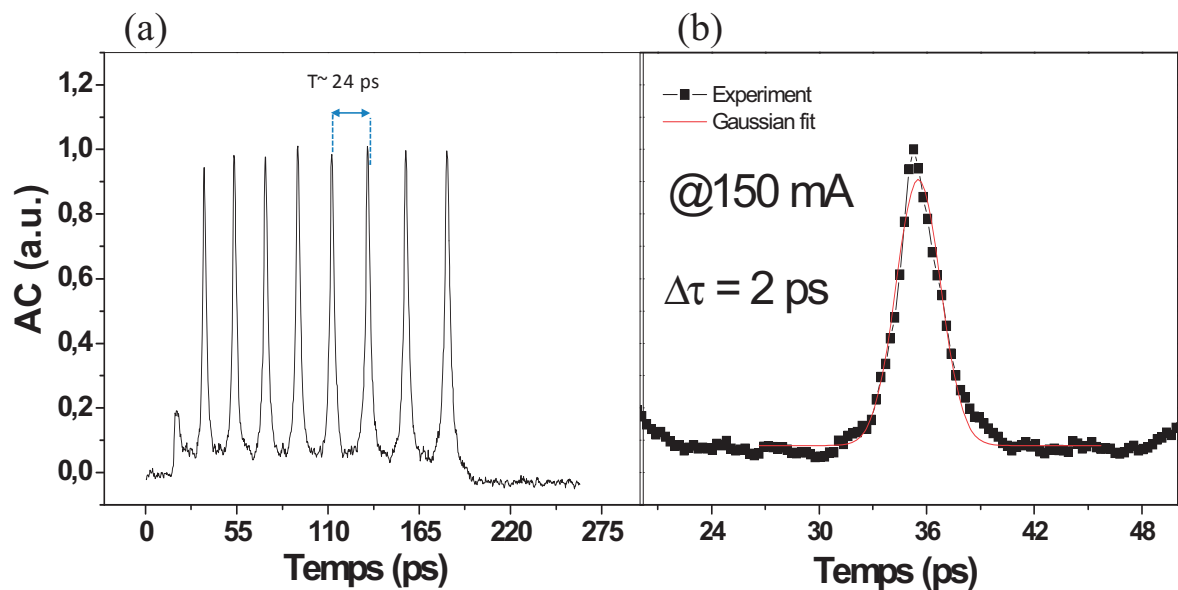 (a)
T~ 24 ps
AC (a.u.)
1,2
1,0
0,8
0,6
0,4
0,2
0,0
0 55 110 165 220 275
Temps (ps)
(b)
Experiment
Gaussian fit
@150 mA
Δτ = 2 ps
24 30 36 42 48
Temps (ps)